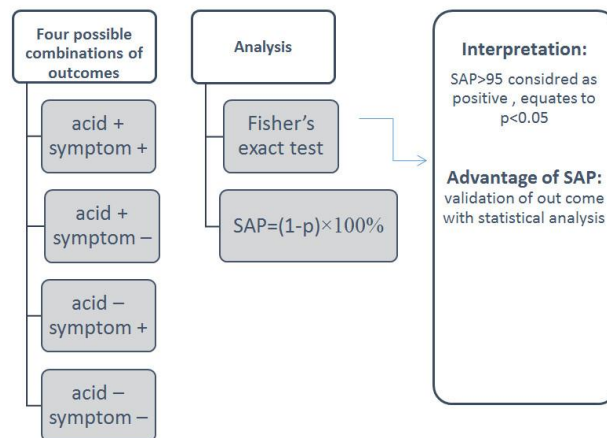 Four possible
combinations of
outcomes
acid +
symptom +
acid +
symptom –
acid –
symptom +
acid –
symptom –
Analysis
Fisher's
exact test
SAP=(1-p)×100%
Interpretation:
SAP>95 considred as
positive , equates to
p<0.05
Advantage of SAP:
validation of out come
with statistical analysis